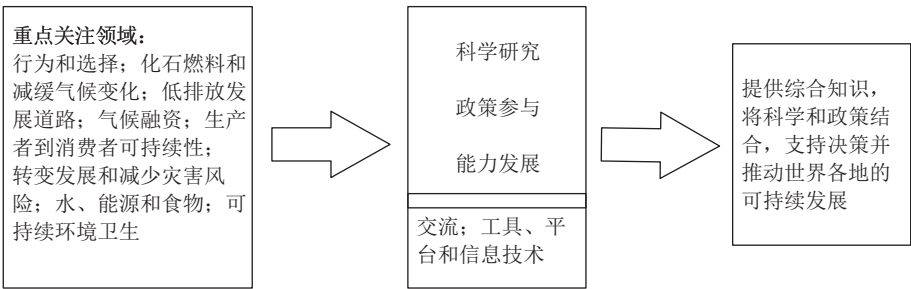 重点关注领域：
行为和选择；化石燃料和
减缓气候变化；低排放发
展道路；气候融资；生产
者到消费者可持续性；
转变发展和减少灾害风
险；水、能源和食物；可
持续环境卫生
科学研究
政策参与
能力发展
交流；工具、平
台和信息技术
提供综合知识，
将科学和政策结
合，支持决策并
推动世界各地的
可持续发展